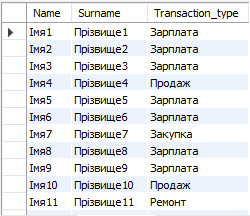 Name Surname Transaction_type
Імя1 Прізвище1 Зарплата
Імя2 Прізвище2 Зарплата
Імя3 Прізвище3 Зарплата
Імя4 Прізвище4 Продаж
Імя5 Прізвище5 Зарплата
Імя6 Прізвище6 Зарплата
Імя7 Прізвище7 Закупка
Імя8 Прізвище8 Зарплата
Імя9 Прізвище9 Зарплата
Імя10 Прізвище10 Продаж
Імя11 Прізвище11 Ремонт